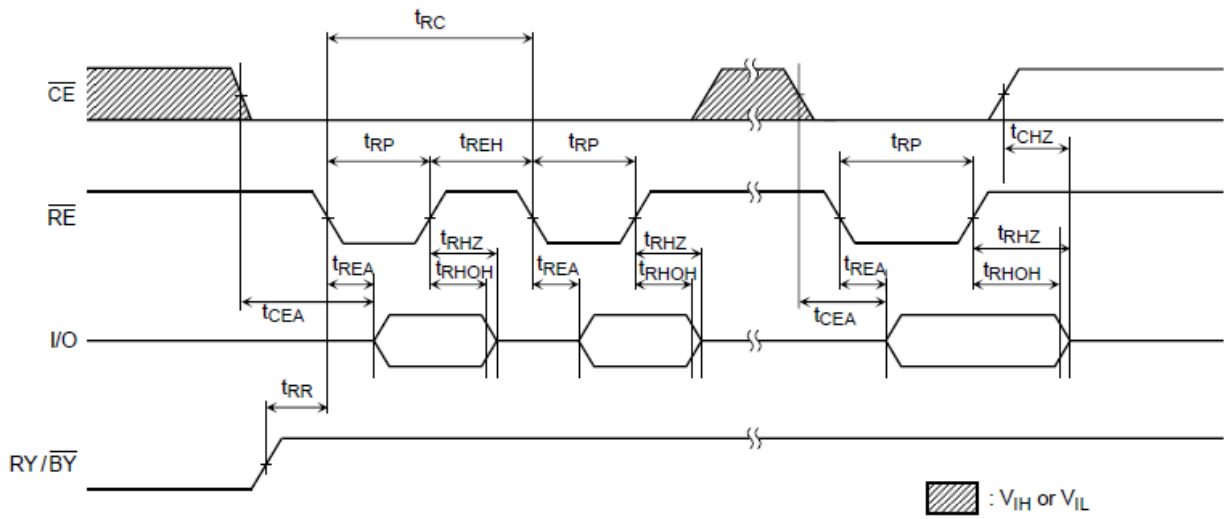 tRC
CE
tRP tREH tRP tRP tCHZ
RE
tRHZ tRHZ tRHZ
tREA tRHOH tREA tRHOH tREA tRHOH
tCEA tCEA
I/O
tRR
RY/BY
: VIH or VIL